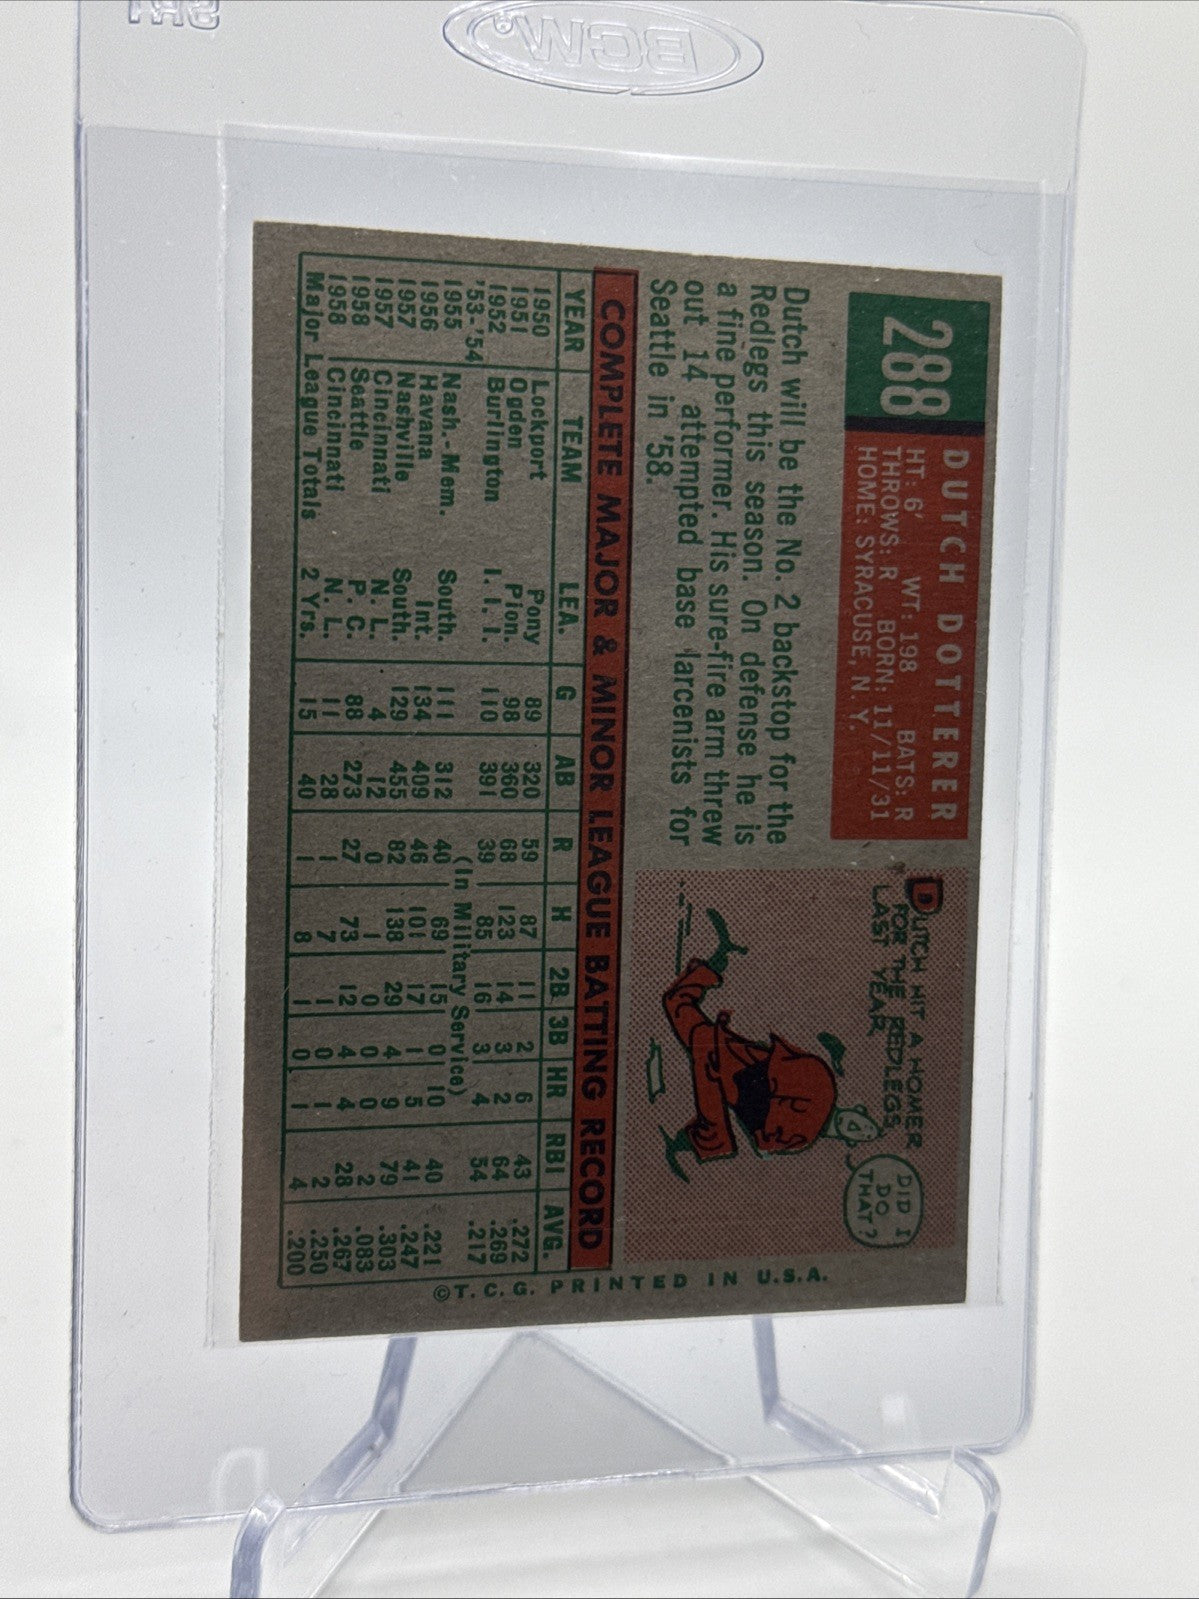 BCW®
288
DUTCH DOTTERER
HT: 6' WT: 198 BATS: R
THROWS: R BORN: 11/11/31
HOME: SYRACUSE, N. Y.
Dutch will be the No. 2 backstop for the
Redlegs this season. On defense he is
a fine performer. His sure-fire arm threw
out 14 attempted base larcenists for
Seattle in '58.
DUTCH HIT A HOMER
FOR THE REDLEGS
LAST YEAR
DID I
DO
THAT?
COMPLETE MAJOR & MINOR LEAGUE BATTING RECORD
YEAR TEAM LEA. G AB R H 2B 3B HR RBI AVG.
1950 Lockport Pony 89 320 59 87 11 2 6 43 .272
1951 Ogden Pion. 98 360 68 123 14 3 2 64 .269
1952 Burlington I. I. I. 110 391 39 85 16 3 4 54 .217
'53-'54 (In Military Service)
1955 Nash.-Mem. South. 111 312 40 69 15 0 10 40 .221
1956 Havana Int. 134 409 46 101 17 1 5 41 .247
1957 Nashville South. 129 455 82 138 29 4 9 79 .303
1957 Cincinnati N. L. 4 12 0 1 0 0 0 2 .083
1958 Seattle P. C. 88 273 27 73 12 4 4 28 .267
1958 Cincinnati N. L. 11 28 1 7 1 0 1 2 .250
Major League Totals 2 Yrs. 15 40 1 8 1 0 1 4 .200
©T. C. G. PRINTED IN U.S.A.